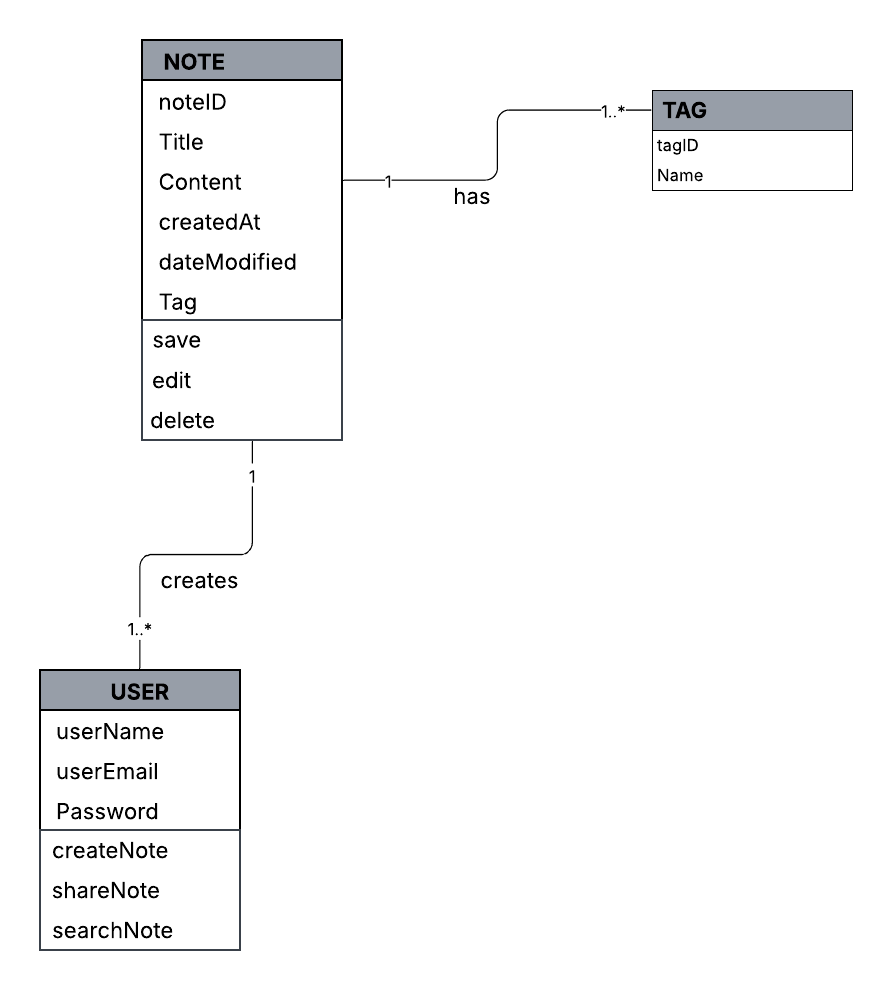 NOTE
noteID
Title
Content
createdAt
dateModified
Tag
save
edit
delete
1
has
1..*
TAG
tagID
Name
1
creates
1..*
USER
userName
userEmail
Password
createNote
shareNote
searchNote